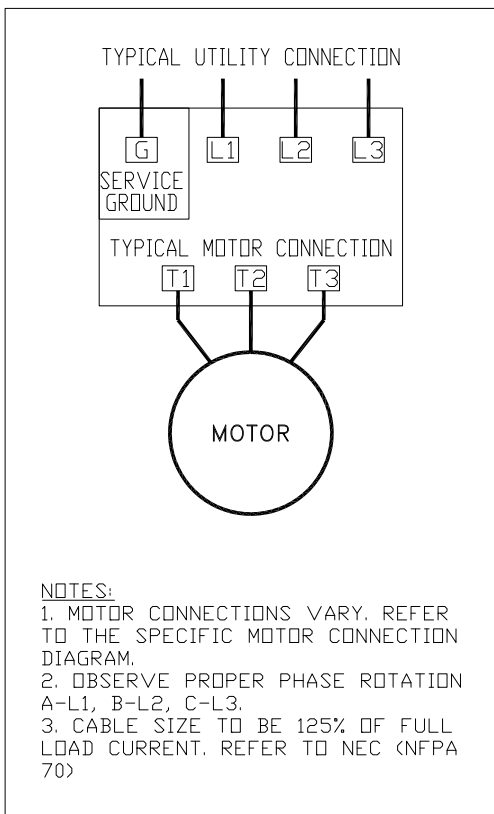 TYPICAL UTILITY CONNECTION
G L1 L2 L3
SERVICE
GROUND
TYPICAL MOTOR CONNECTION
T1 T2 T3
MOTOR
NOTES:
1. MOTOR CONNECTIONS VARY. REFER
TO THE SPECIFIC MOTOR CONNECTION
DIAGRAM.
2. OBSERVE PROPER PHASE ROTATION
A-L1, B-L2, C-L3.
3. CABLE SIZE TO BE 125% OF FULL
LOAD CURRENT. REFER TO NEC (NFPA
70)